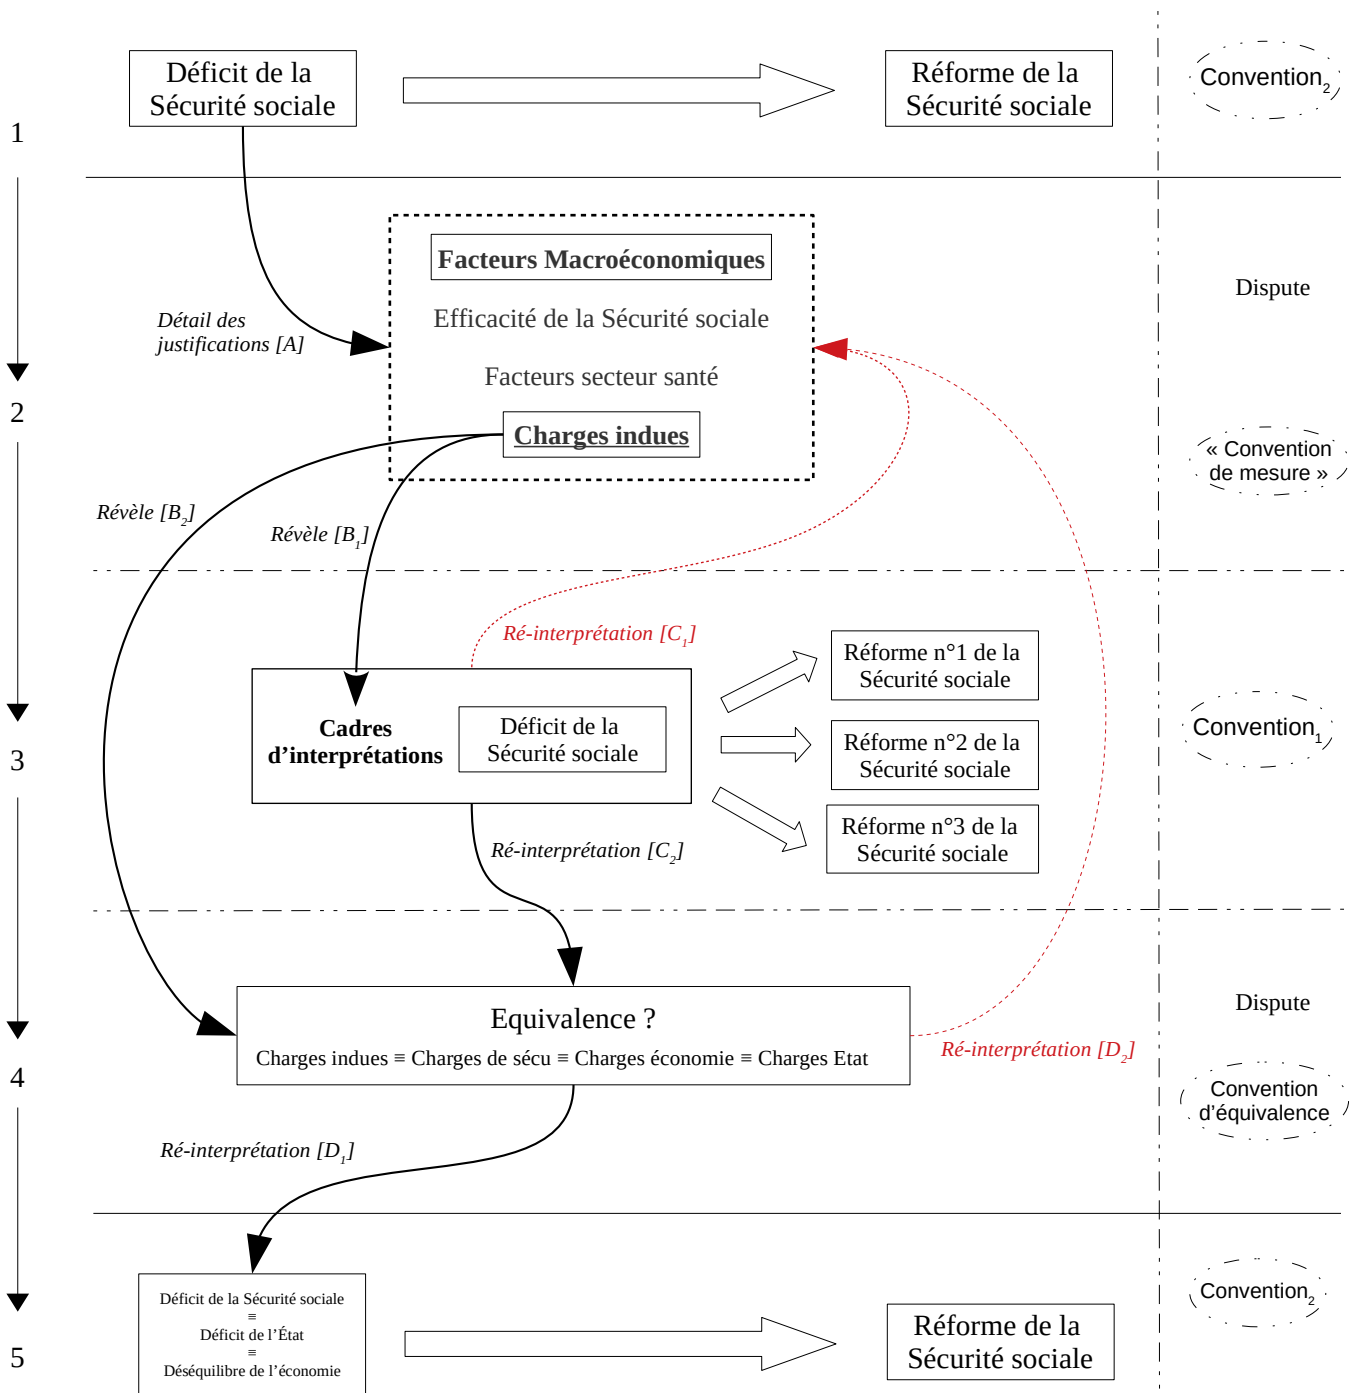 Déficit de la
Sécurité sociale
Réforme de la
Sécurité sociale
Convention2
1
Facteurs Macroéconomiques
Efficacité de la Sécurité sociale
Facteurs secteur santé
Charges indues
Détail des
justifications [A]
Dispute
2
« Convention
de mesure »
Révèle [B2]
Révèle [B1]
Ré-interprétation [C1]
Cadres
d'interprétations
Déficit de la
Sécurité sociale
Réforme n°1 de la
Sécurité sociale
Réforme n°2 de la
Sécurité sociale
Réforme n°3 de la
Sécurité sociale
Convention1
3
Ré-interprétation [C2]
Equivalence ?
Charges indues ≡ Charges de sécu ≡ Charges économie ≡ Charges Etat
Ré-interprétation [D2]
Dispute
4
Convention
d'équivalence
Ré-interprétation [D1]
Déficit de la Sécurité sociale
≡
Déficit de l'État
≡
Déséquilibre de l'économie
Réforme de la
Sécurité sociale
Convention2
5